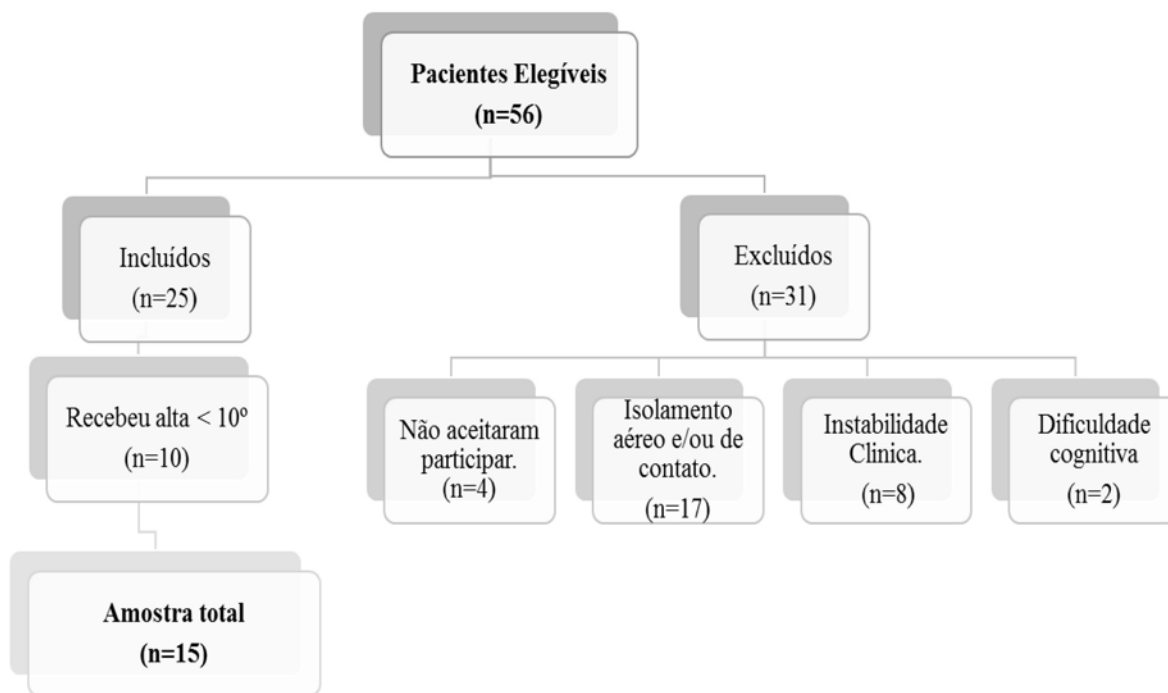 Pacientes Elegíveis
(n=56)
Incluídos
(n=25)
Excluídos
(n=31)
Recebeu alta < 10º
(n=10)
Não aceitaram
participar.
(n=4)
Isolamento
aéreo e/ou de
contato.
(n=17)
Instabilidade
Clinica.
(n=8)
Dificuldade
cognitiva
(n=2)
Amostra total
(n=15)